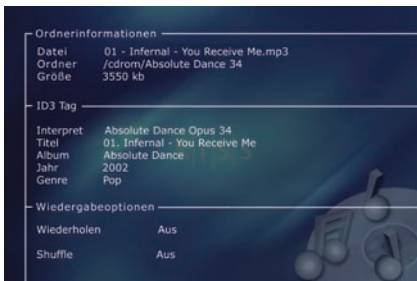 Ordnerinformationen
Datei 01 - Infernal - You Receive Me.mp3
Ordner /cdrom/Absolute Dance 34
Größe 3550 kb
ID3 Tag
Interpret Absolute Dance Opus 34
Titel 01. Infernal - You Receive Me
Album Absolute Dance
Jahr 2002
Genre Pop
Wiedergabeoptionen
Wiederholen Aus
Shuffle Aus